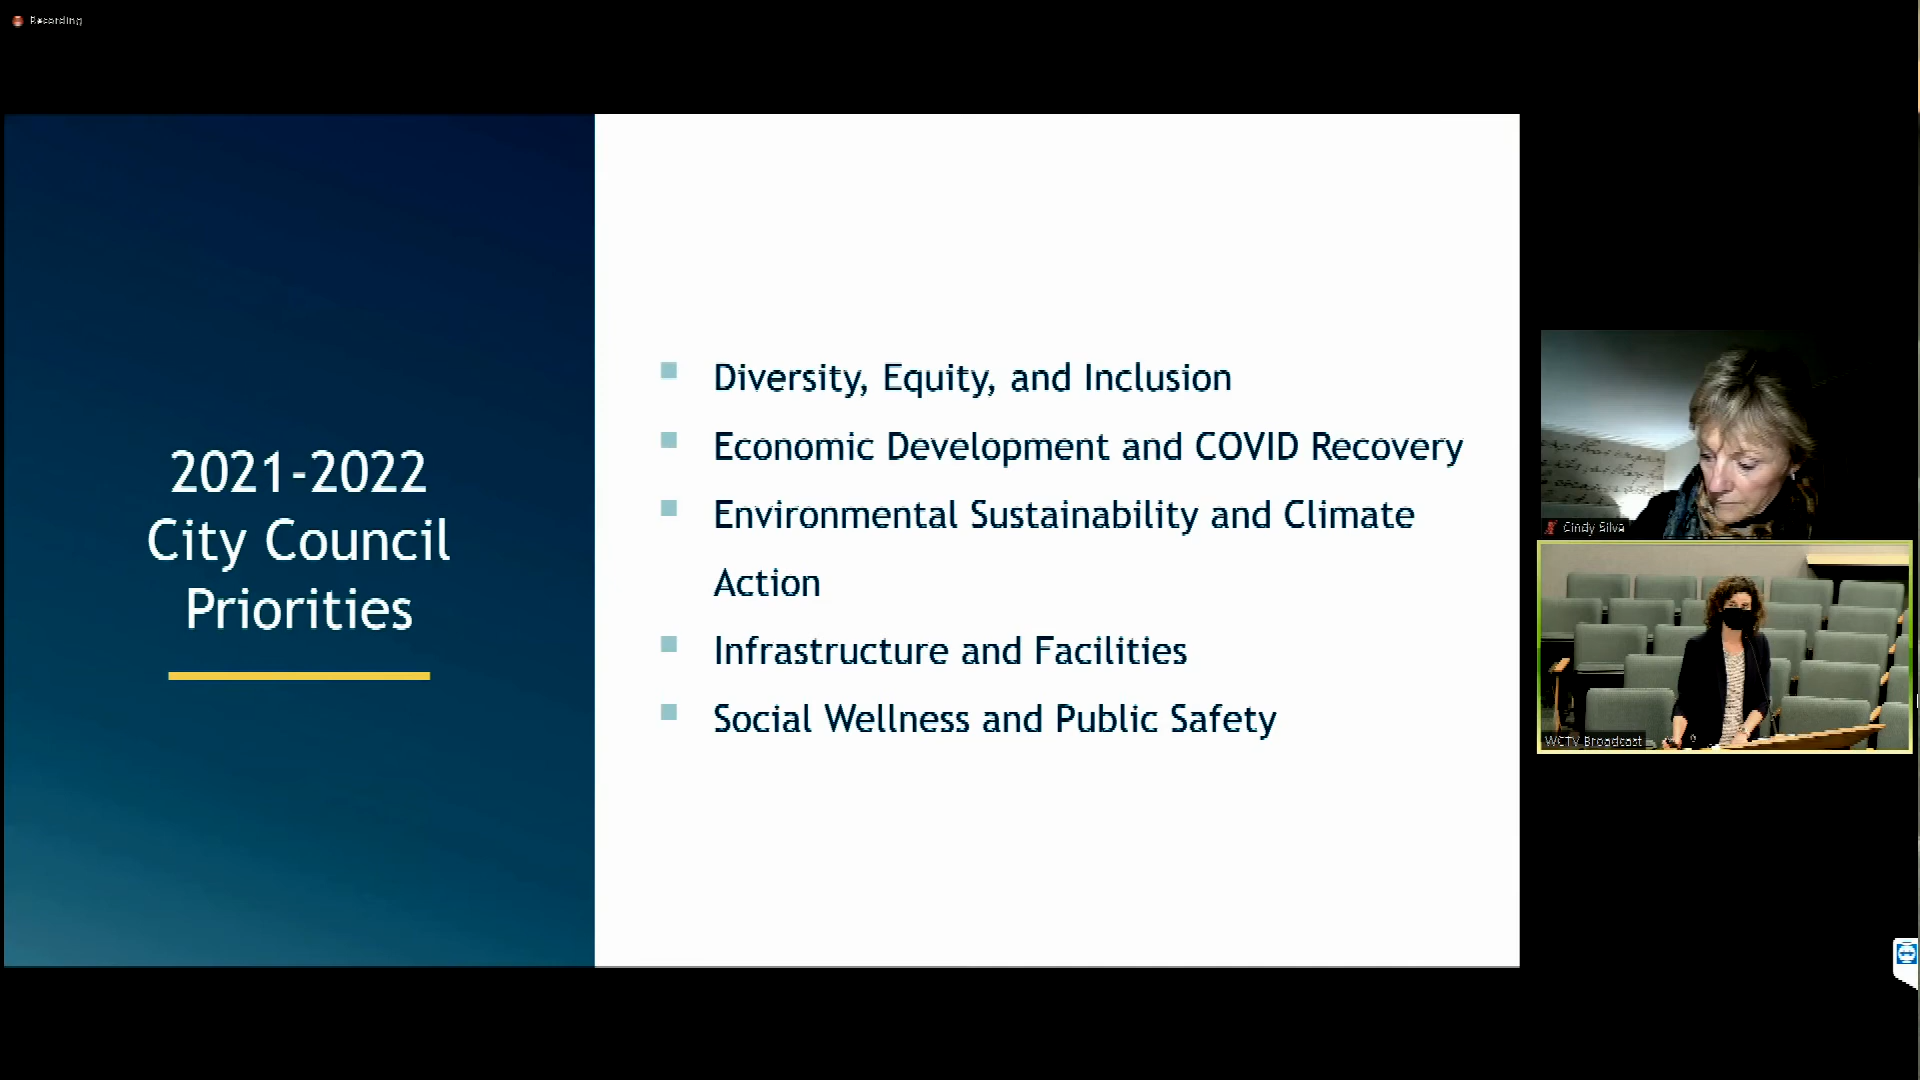 Recording
2021-2022
City Council
Priorities
Diversity, Equity, and Inclusion
Economic Development and COVID Recovery
Environmental Sustainability and Climate
Action
Infrastructure and Facilities
Social Wellness and Public Safety
Cindy Silva
WCTV Broadcast